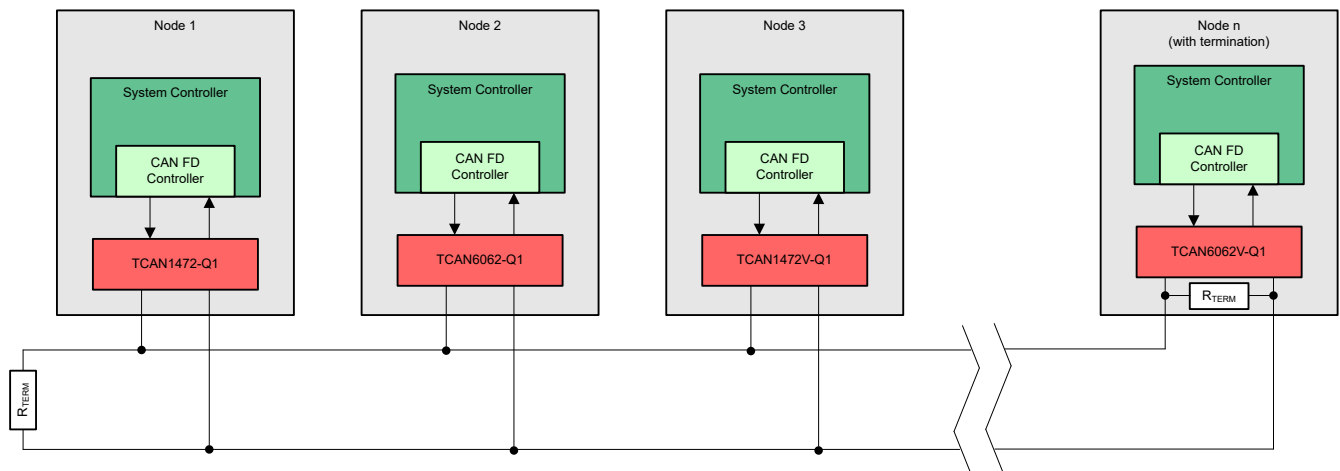 Node 1
System Controller
CAN FD
Controller
TCAN1472-Q1
Node 2
System Controller
CAN FD
Controller
TCAN6062-Q1
Node 3
System Controller
CAN FD
Controller
TCAN1472V-Q1
Node n
(with termination)
System Controller
CAN FD
Controller
TCAN6062V-Q1
RTERM
RTERM